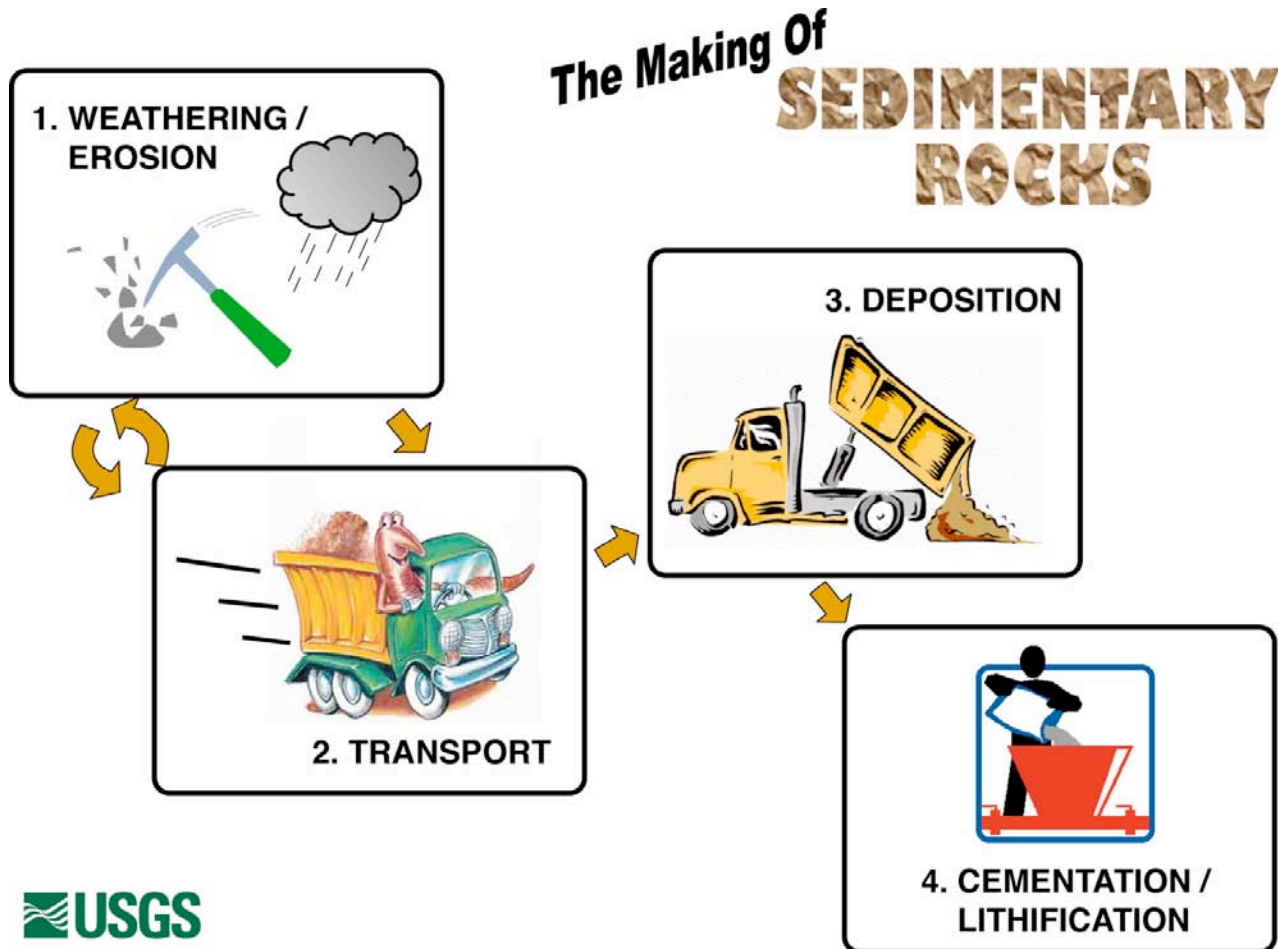 The Making Of
SEDIMENTARY
ROCKS
1. WEATHERING /
EROSION
2. TRANSPORT
3. DEPOSITION
4. CEMENTATION /
LITHIFICATION
USGS